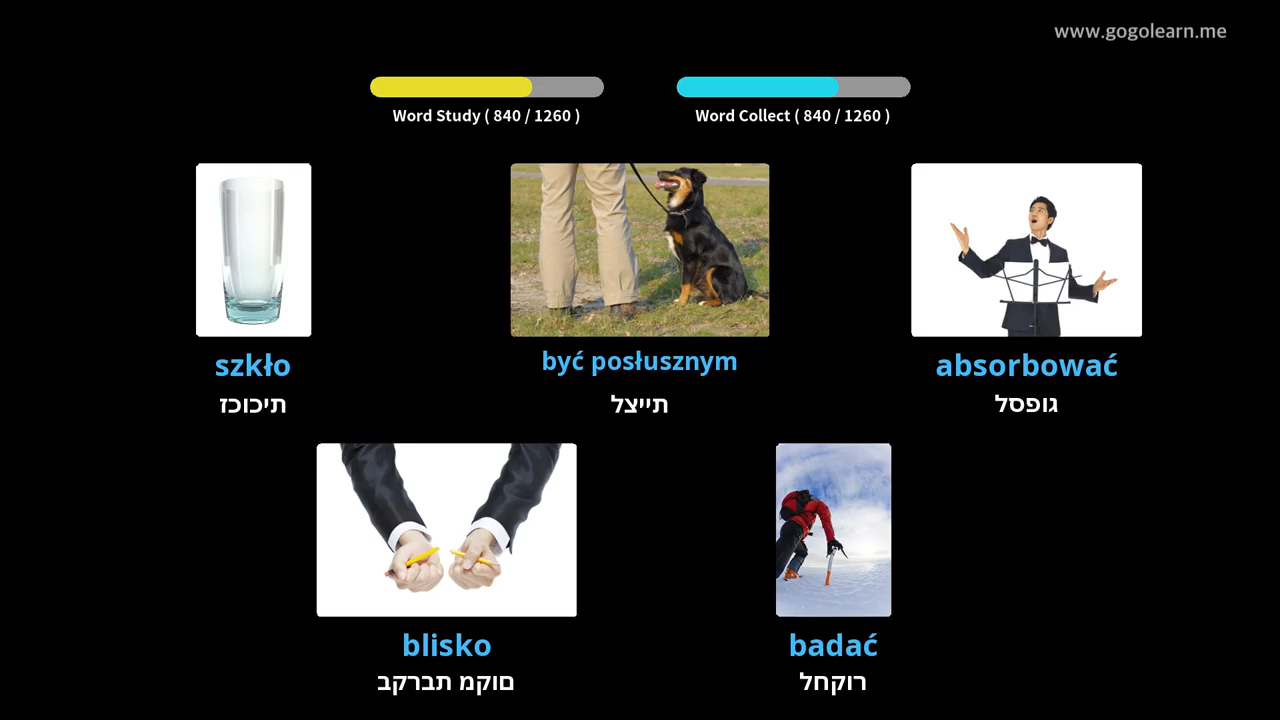 www.gogolearn.me
Word Study ( 840 / 1260 )
Word Collect ( 840 / 1260 )
szkło
תיכוכז
być posłusznym
תייצל
absorbować
גופסל
blisko
םוקמ תברקב
badać
רוקחל